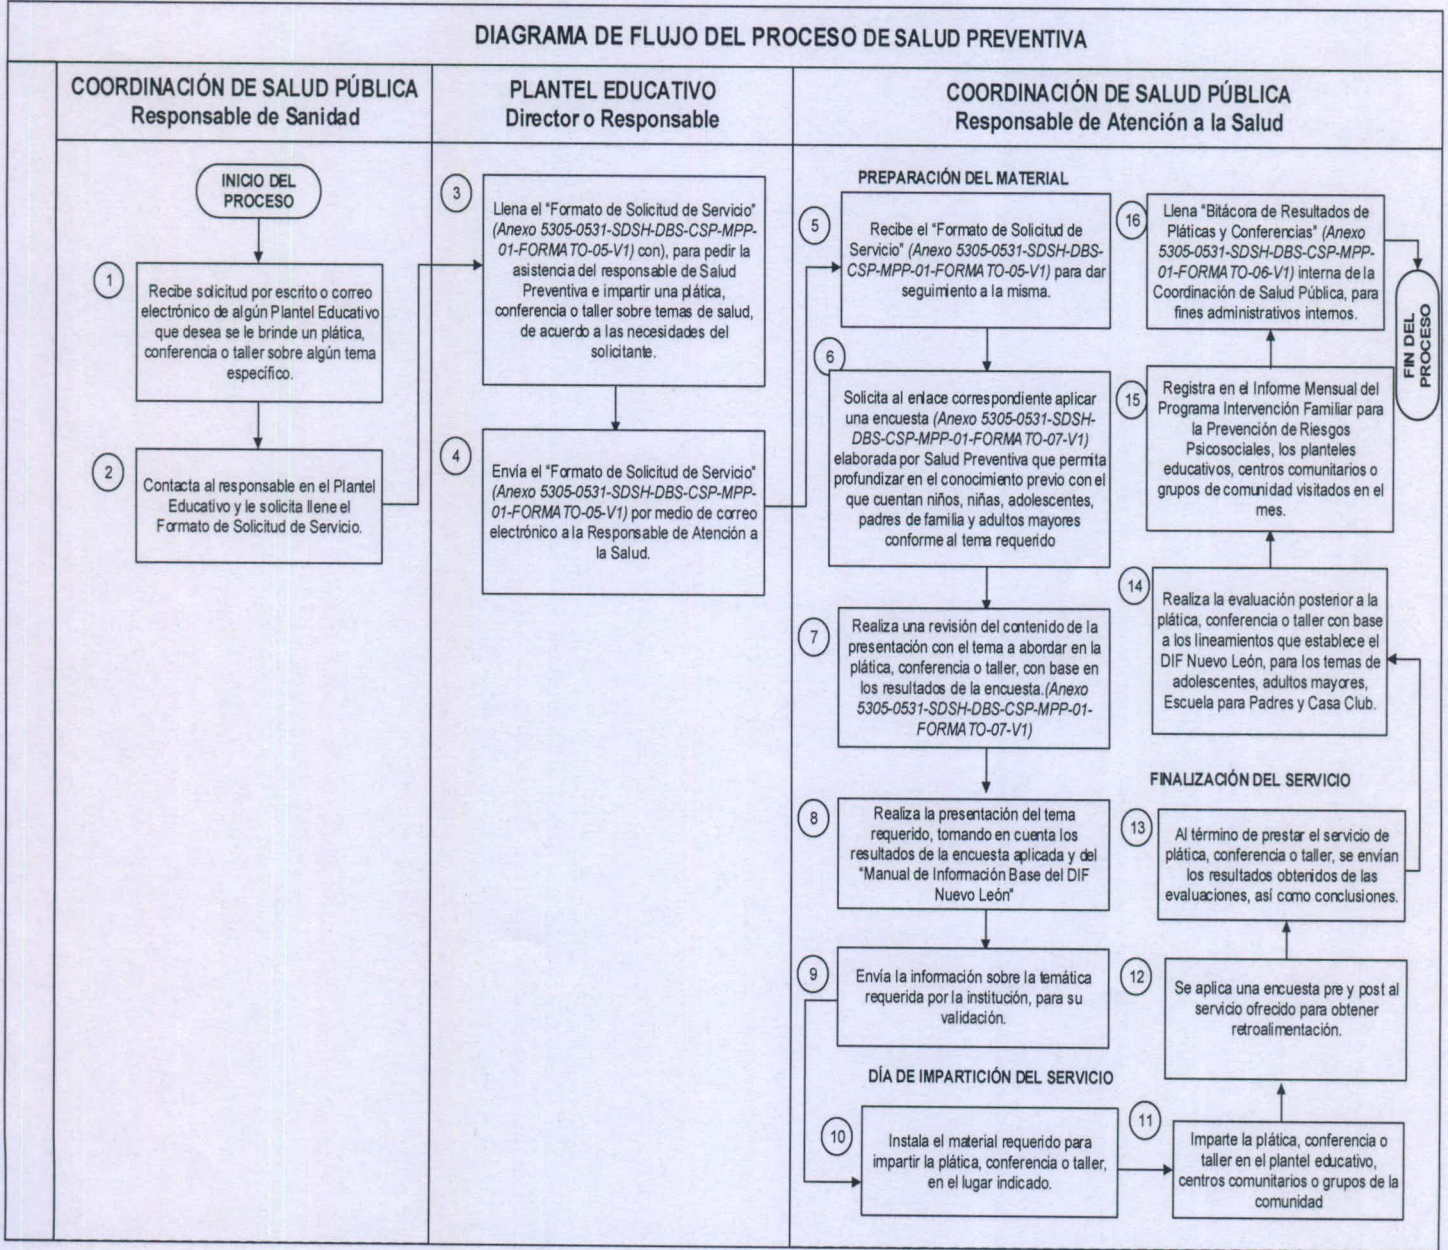 DIAGRAMA DE FLUJO DEL PROCESO DE SALUD PREVENTIVA
COORDINACIÓN DE SALUD PÚBLICA
Responsable de Sanidad
PLANTEL EDUCATIVO
Director o Responsable
COORDINACIÓN DE SALUD PÚBLICA
Responsable de Atención a la Salud
INICIO DEL
PROCESO
1
Recibe solicitud por escrito o correo
electrónico de algún Plantel Educativo
que desea se le brinde un plática,
conferencia o taller sobre algún tema
específico.
2
Contacta al responsable en el Plantel
Educativo y le solicita llene el
Formato de Solicitud de Servicio.
3
Llena el "Formato de Solicitud de Servicio"
(Anexo 5305-0531-SDSH-DBS-CSP-MPP-
01-FORMATO-05-V1) con), para pedir la
asistencia del responsable de Salud
Preventiva e impartir una plática,
conferencia o taller sobre temas de salud,
de acuerdo a las necesidades del
solicitante.
4
Envía el "Formato de Solicitud de Servicio"
(Anexo 5305-0531-SDSH-DBS-CSP-MPP-
01-FORMATO-05-V1) por medio de correo
electrónico a la Responsable de Atención a
la Salud.
PREPARACIÓN DEL MATERIAL
5
Recibe el "Formato de Solicitud de
Servicio" (Anexo 5305-0531-SDSH-DBS-
CSP-MPP-01-FORMATO-05-V1) para dar
seguimiento a la misma.
6
Solicita al enlace correspondiente aplicar
una encuesta (Anexo 5305-0531-SDSH-
DBS-CSP-MPP-01-FORMATO-07-V1)
elaborada por Salud Preventiva que permita
profundizar en el conocimiento previo con el
que cuentan niños, niñas, adolescentes,
padres de familia y adultos mayores
conforme al tema requerido
7
Realiza una revisión del contenido de la
presentación con el tema a abordar en la
plática, conferencia o taller, con base en
los resultados de la encuesta.(Anexo
5305-0531-SDSH-DBS-CSP-MPP-01-
FORMATO-07-V1)
8
Realiza la presentación del tema
requerido, tomando en cuenta los
resultados de la encuesta aplicada y del
"Manual de Información Base del DIF
Nuevo León"
9
Envía la información sobre la temática
requerida por la institución, para su
validación.
DÍA DE IMPARTICIÓN DEL SERVICIO
10
Instala el material requerido para
impartir la plática, conferencia o taller,
en el lugar indicado.
11
Imparte la plática, conferencia o
taller en el plantel educativo,
centros comunitarios o grupos de la
comunidad
12
Se aplica una encuesta pre y post al
servicio ofrecido para obtener
retroalimentación.
FINALIZACIÓN DEL SERVICIO
13
Al término de prestar el servicio de
plática, conferencia o taller, se envían
los resultados obtenidos de las
evaluaciones, así como conclusiones.
14
Realiza la evaluación posterior a la
plática, conferencia o taller con base
a los lineamientos que establece el
DIF Nuevo León, para los temas de
adolescentes, adultos mayores,
Escuela para Padres y Casa Club.
15
Registra en el Informe Mensual del
Programa Intervención Familiar para
la Prevención de Riesgos
Psicosociales, los planteles
educativos, centros comunitarios o
grupos de comunidad visitados en el
mes.
16
Llena "Bitácora de Resultados de
Pláticas y Conferencias" (Anexo
5305-0531-SDSH-DBS-CSP-MPP-
01-FORMATO-06-V1) interna de la
Coordinación de Salud Pública, para
fines administrativos internos.
FIN DEL
PROCESO